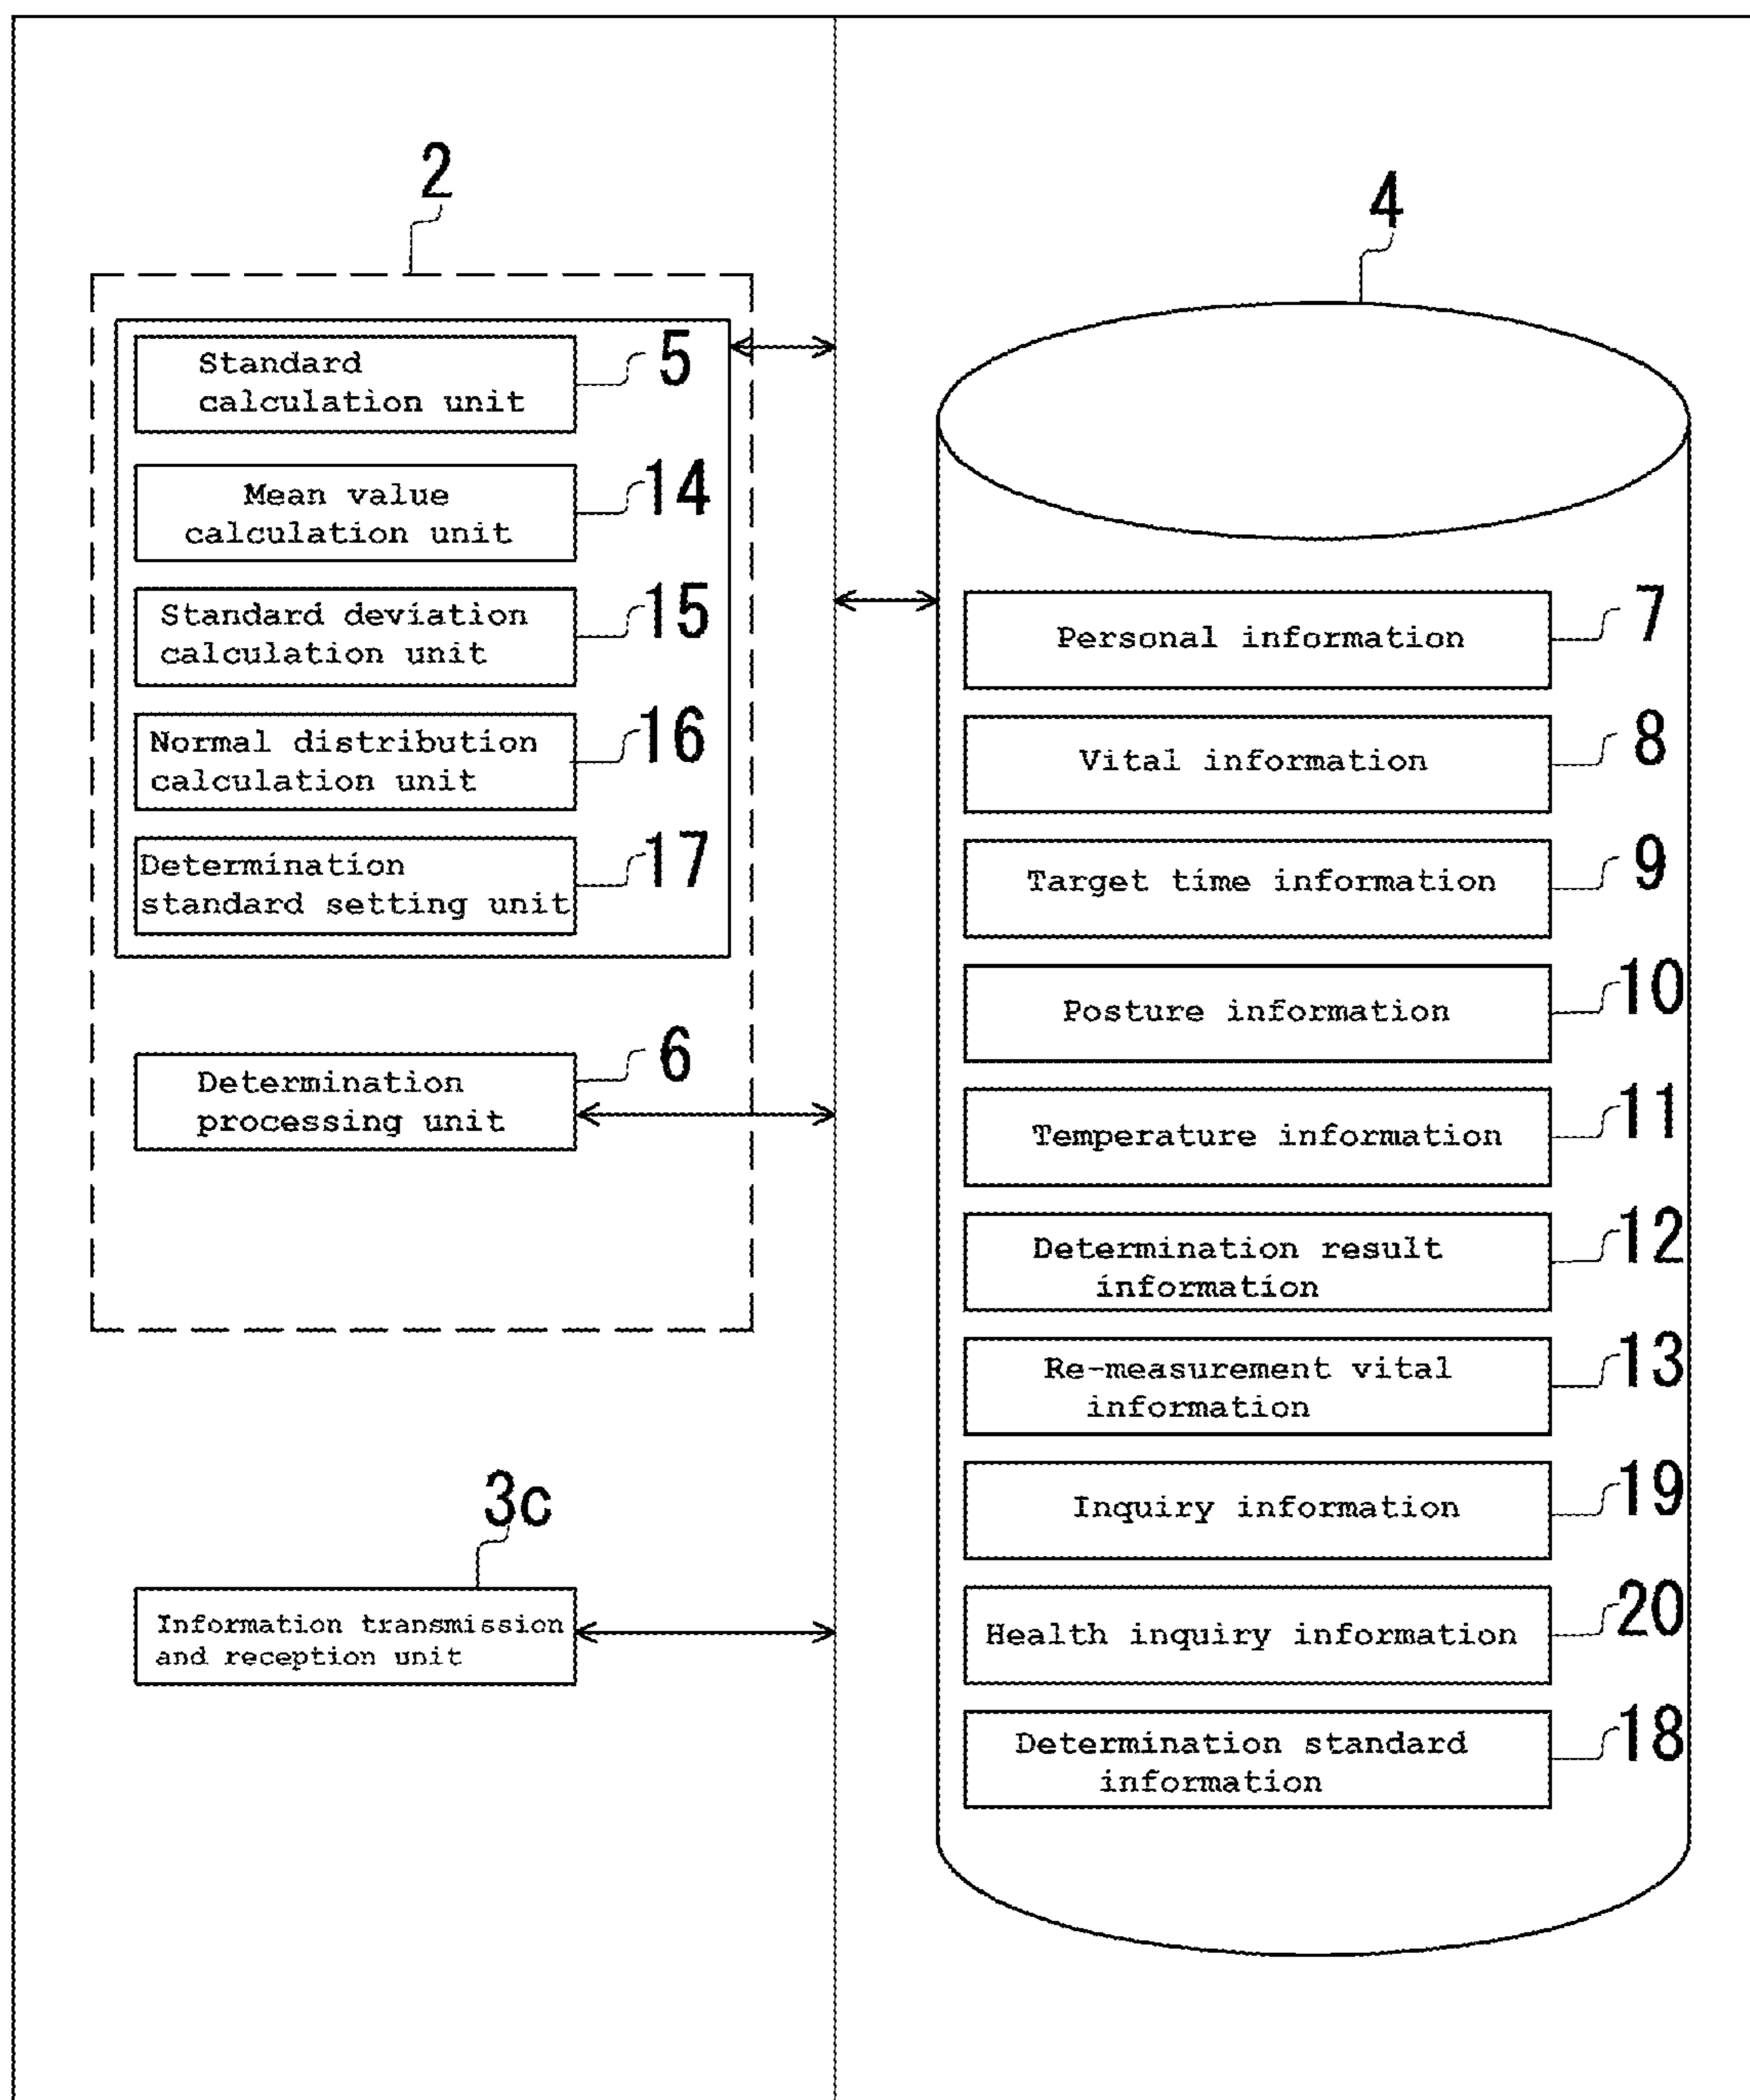 2
Standard
calculation unit
5
Mean value
calculation unit
14
Standard deviation
calculation unit
15
Normal distribution
calculation unit
16
Determination
standard setting unit
17
Determination
processing unit
6
3c
Information transmission
and reception unit
4
Personal information
7
Vital information
8
Target time information
9
Posture information
10
Temperature information
11
Determination result
information
12
Re-measurement vital
information
13
Inquiry information
19
Health inquiry information
20
Determination standard
information
18